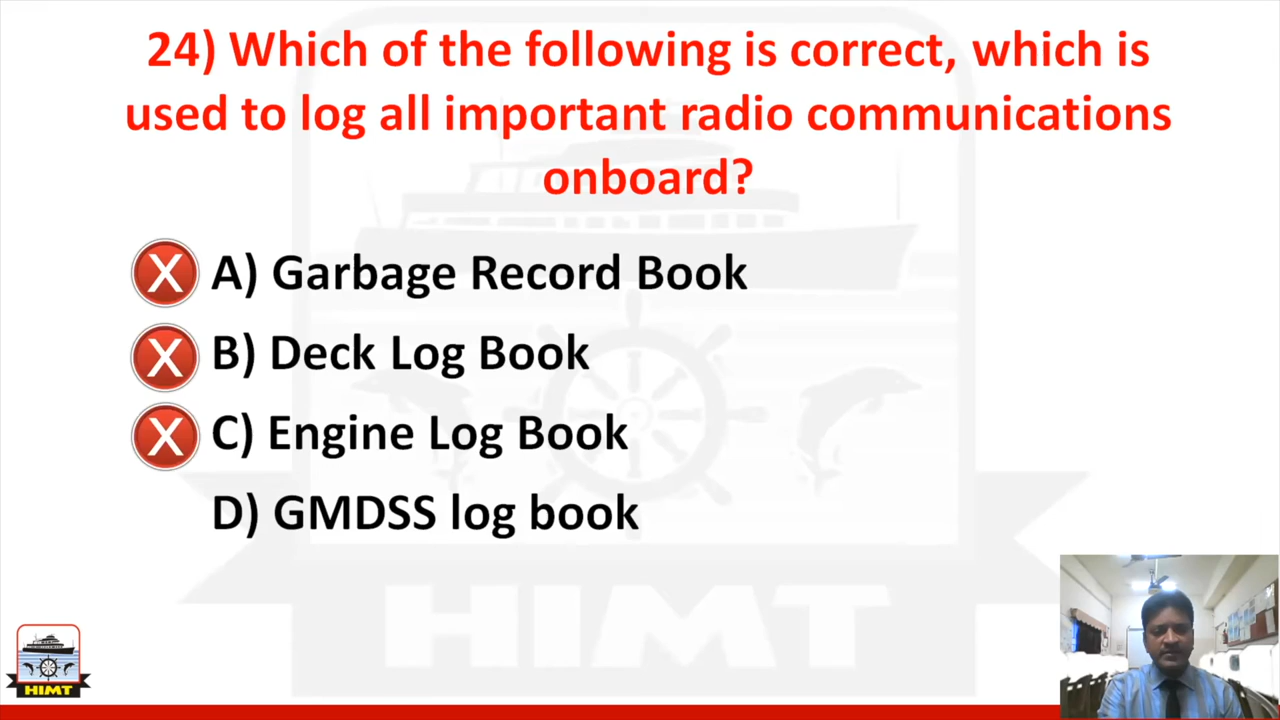 24) Which of the following is correct, which is
used to log all important radio communications
onboard?
X A) Garbage Record Book
X B) Deck Log Book
X C) Engine Log Book
D) GMDSS log book
HIMT
HIMT